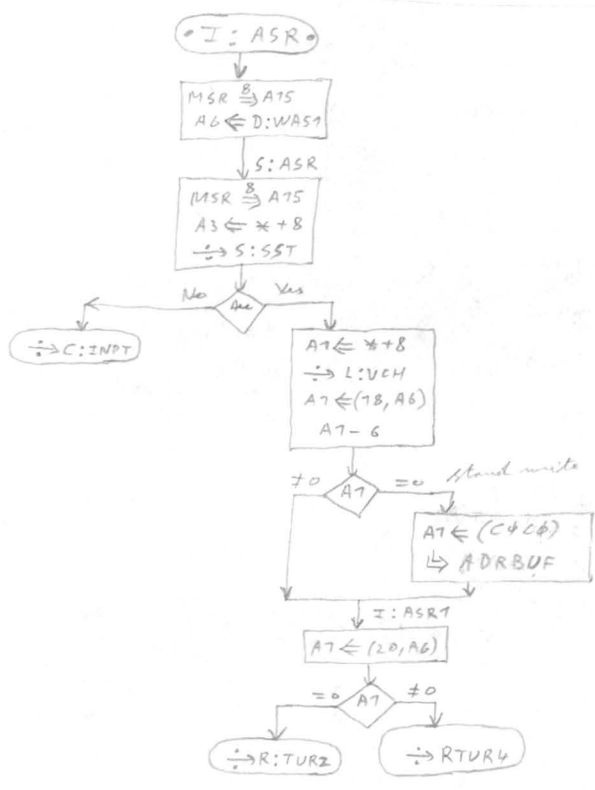 I : ASR
MSR 8⇒ A15
A6 ⇐ D:WAS1
S:ASR
MSR 8⇒ A15
A3 ⇐ * + 8
÷→ S:SST
No
Yes
÷→ C:INPT
A1 ⇐ * + 8
÷→ L:VCH
A1 ⇐ (18, A6)
A1 - 6
≠0
A1
=0
stand write
A1 ⇐ (C4C0)
↳ ADRBUF
I:ASR1
A1 ⇐ (20, A6)
=0
A1
≠0
÷→ R:TUR2
÷→ RTUR4